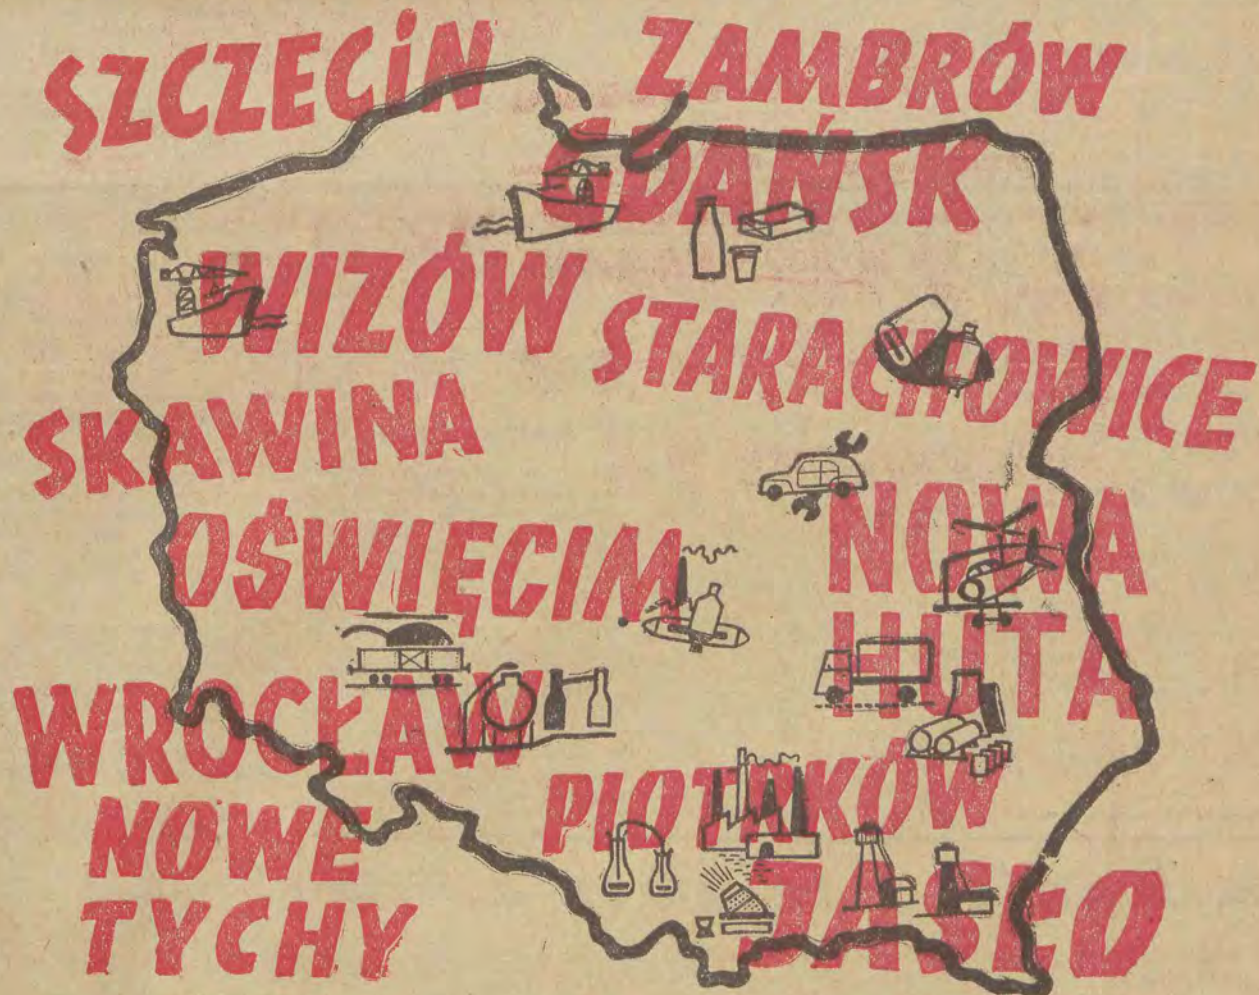 SZCZECiN
ZAMBRÓW
GDAŃSK
WIZÓW
STARACHOWICE
SKAWINA
OŚWIĘCIM
NOWA
HUTA
WROCŁAW
PIOTRKÓW
NOWE
TYCHY
JASŁO